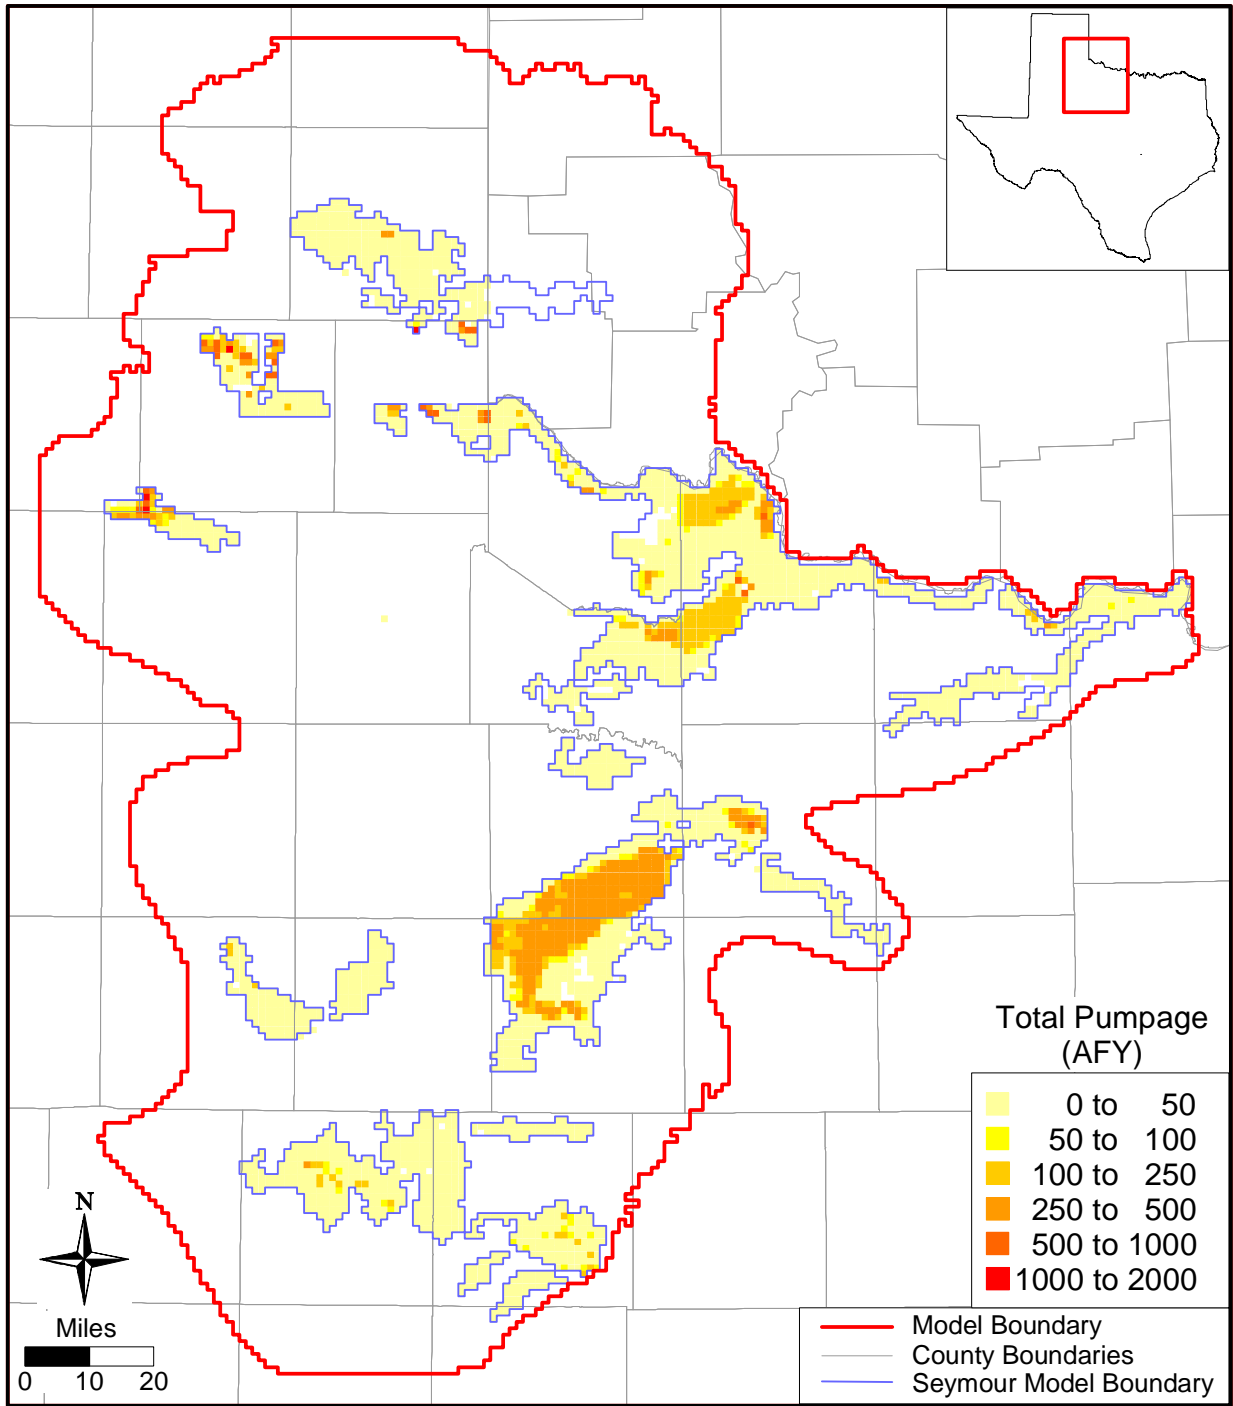 Total Pumpage
(AFY)
0 to 50
50 to 100
100 to 250
250 to 500
500 to 1000
1000 to 2000
N
Miles
0 10 20
Model Boundary
County Boundaries
Seymour Model Boundary